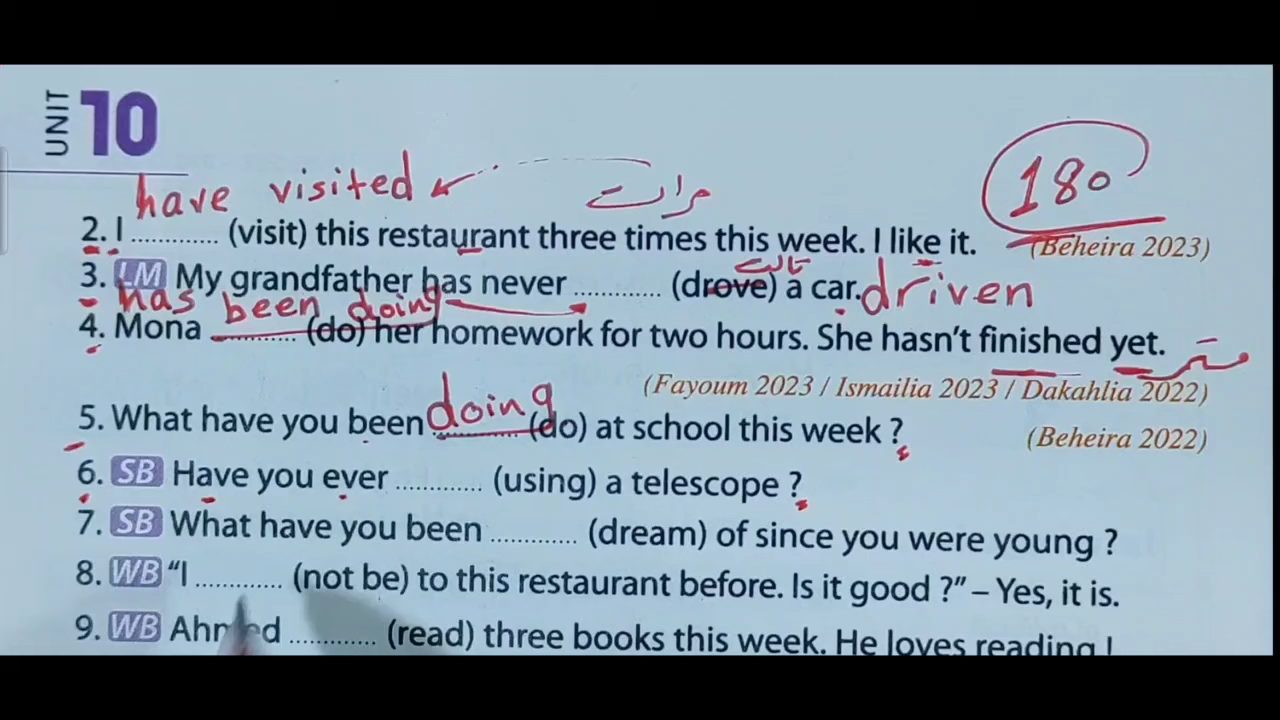 UNIT 10
have visited مرات 180
2. I ............ (visit) this restaurant three times this week. I like it. (Beheira 2023)
تالت
3. LM My grandfather has never ............ (drove) a car. driven
has been doing
4. Mona ............ (do) her homework for two hours. She hasn't finished yet.
(Fayoum 2023 / Ismailia 2023 / Dakahlia 2022)
doing
5. What have you been ............ (do) at school this week ? (Beheira 2022)
6. SB Have you ever ............ (using) a telescope ?
7. SB What have you been ............ (dream) of since you were young ?
8. WB "I ............ (not be) to this restaurant before. Is it good ?" – Yes, it is.
9. WB Ahmed ............ (read) three books this week. He loves reading !